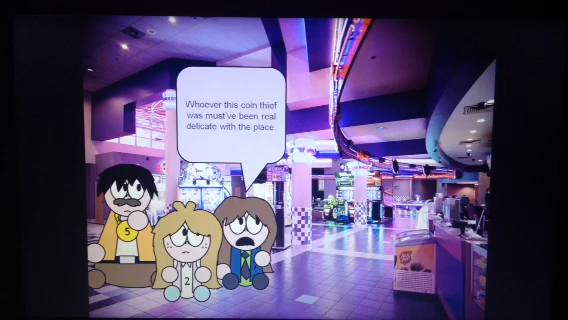 Whoever this coin thief
was must've been real
delicate with the place.
5
2